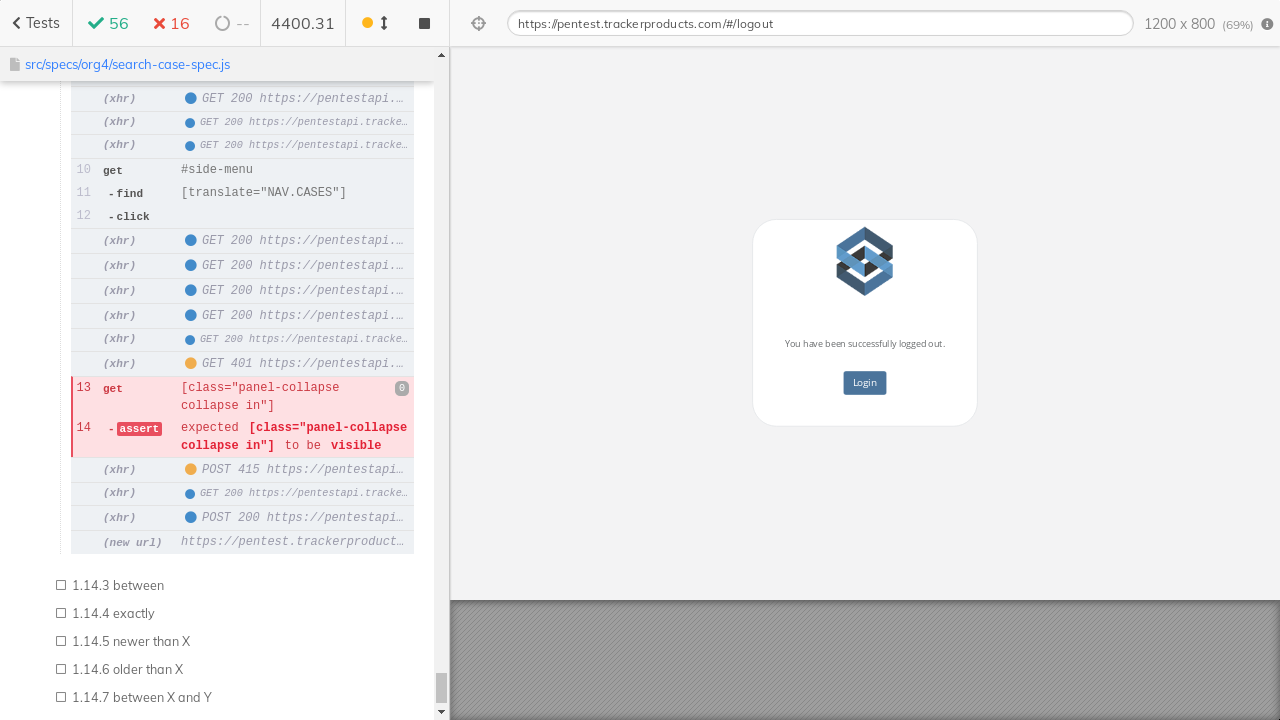 Tests
56
16
--
4400.31
https://pentest.trackerproducts.com/#/logout
1200 x 800 (69%)
src/specs/org4/search-case-spec.js
(xhr) GET 200 https://pentestapi.…
(xhr) GET 200 https://pentestapi.tracke…
(xhr) GET 200 https://pentestapi.tracke…
10 get #side-menu
11 -find [translate="NAV.CASES"]
12 -click
(xhr) GET 200 https://pentestapi.…
(xhr) GET 200 https://pentestapi.…
(xhr) GET 200 https://pentestapi.…
(xhr) GET 200 https://pentestapi.…
(xhr) GET 200 https://pentestapi.tracke…
(xhr) GET 401 https://pentestapi.…
13 get [class="panel-collapse 0
collapse in"]
14 -assert expected [class="panel-collapse
collapse in"] to be visible
(xhr) POST 415 https://pentestapi…
(xhr) GET 200 https://pentestapi.tracke…
(xhr) POST 200 https://pentestapi…
(new url) https://pentest.trackerproduct…
1.14.3 between
1.14.4 exactly
1.14.5 newer than X
1.14.6 older than X
1.14.7 between X and Y
You have been successfully logged out.
Login